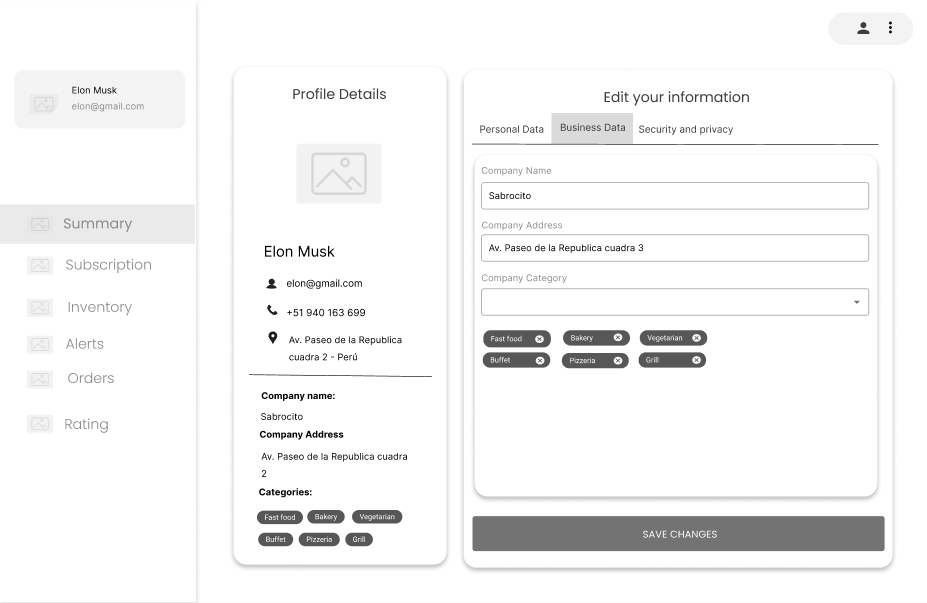 Elon Musk
elon@gmail.com
Summary
Subscription
Inventory
Alerts
Orders
Rating
Profile Details
Elon Musk
elon@gmail.com
+51 940 163 699
Av. Paseo de la Republica
cuadra 2 - Perú
Company name:
Sabrocito
Company Address
Av. Paseo de la Republica cuadra
2
Categories:
Fast food Bakery Vegetarian
Buffet Pizzeria Grill
Edit your information
Personal Data Business Data Security and privacy
Company Name
Sabrocito
Company Address
Av. Paseo de la Republica cuadra 3
Company Category
Fast food Bakery Vegetarian
Buffet Pizzeria Grill
SAVE CHANGES